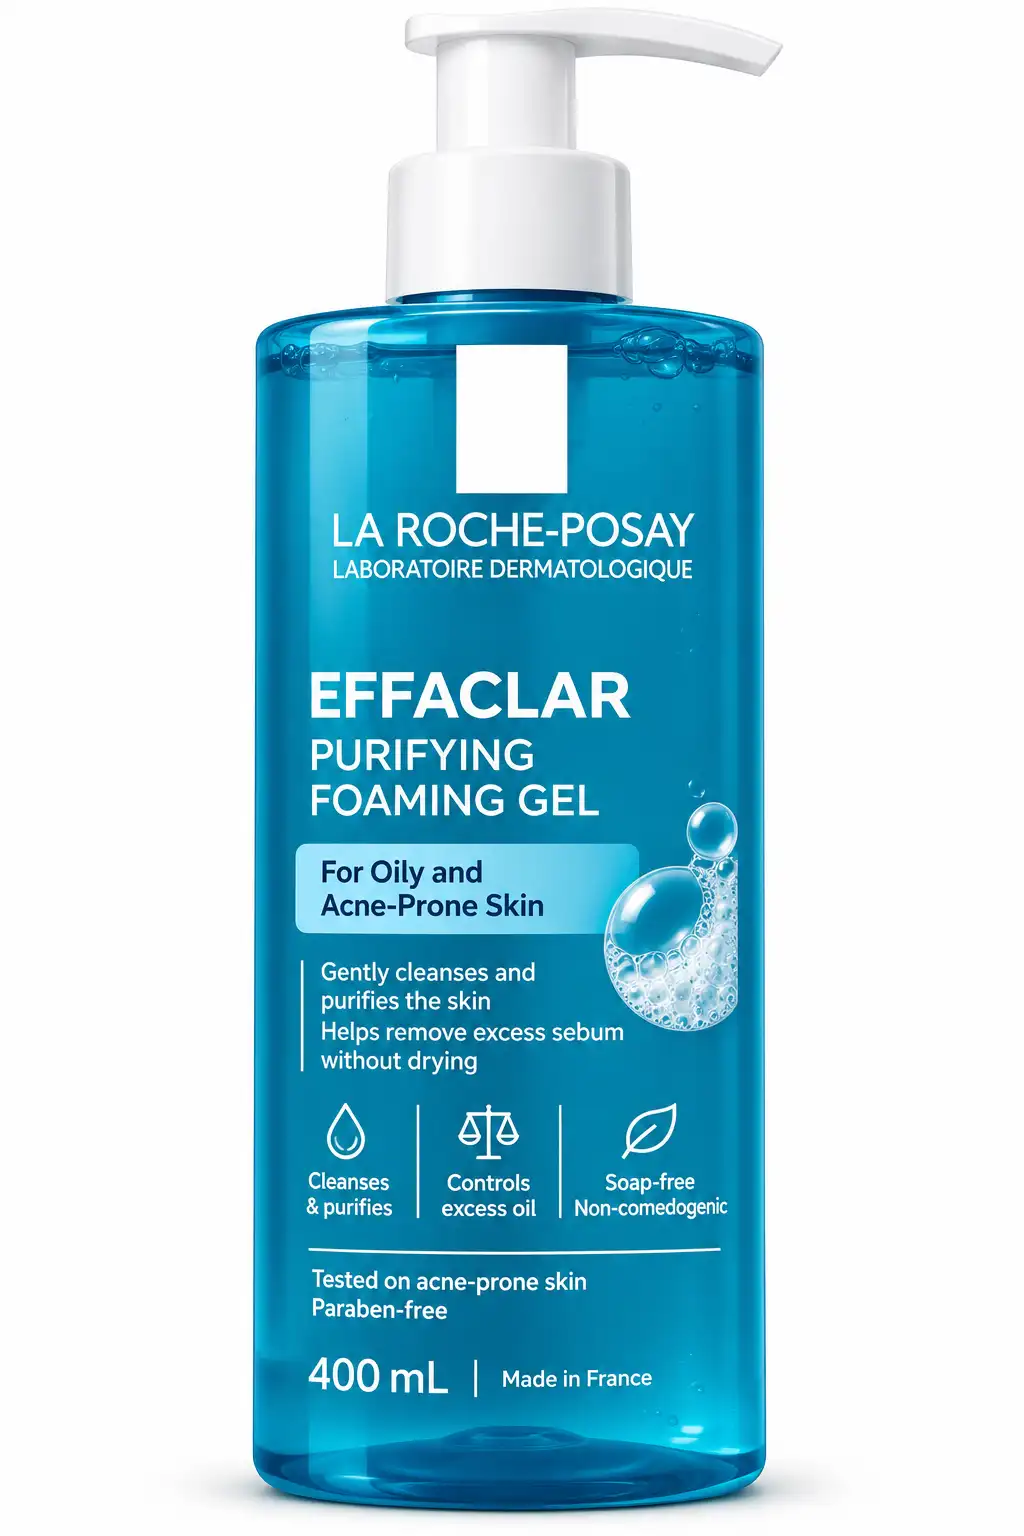 LA ROCHE-POSAY
LABORATOIRE DERMATOLOGIQUE
EFFACLAR
PURIFYING
FOAMING GEL
For Oily and
Acne-Prone Skin
Gently cleanses and
purifies the skin
Helps remove excess sebum
without drying
Cleanses
& purifies
Controls
excess oil
Soap-free
Non-comedogenic
Tested on acne-prone skin
Paraben-free
400 mL | Made in France